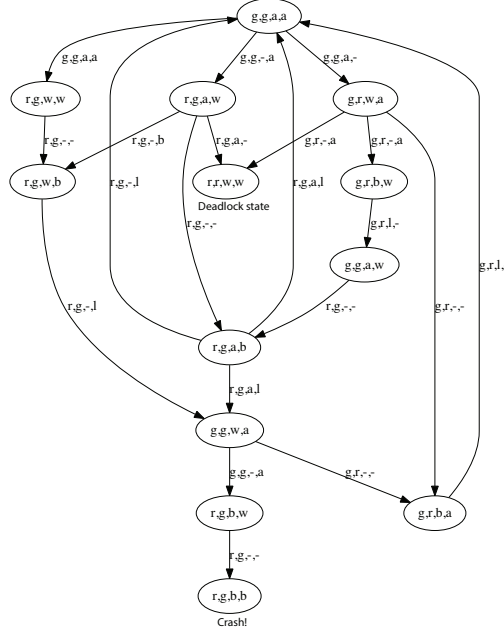 g,g,a,a
g,g,a,a
g,g,-,a
g,g,a,-
r,g,w,w
r,g,a,w
g,r,w,a
r,g,-,-
r,g,-,b
r,g,a,-
g,r,-,a
g,r,-,a
r,g,w,b
r,g,-,l
r,r,w,w
r,g,a,l
g,r,b,w
Deadlock state
r,g,-,-
g,r,l,-
g,g,a,w
g,r,l,
r,g,-,l
r,g,-,-
g,r,-,-
r,g,a,b
r,g,a,l
g,g,w,a
g,g,-,a
g,r,-,-
r,g,b,w
g,r,b,a
r,g,-,-
r,g,b,b
Crash!